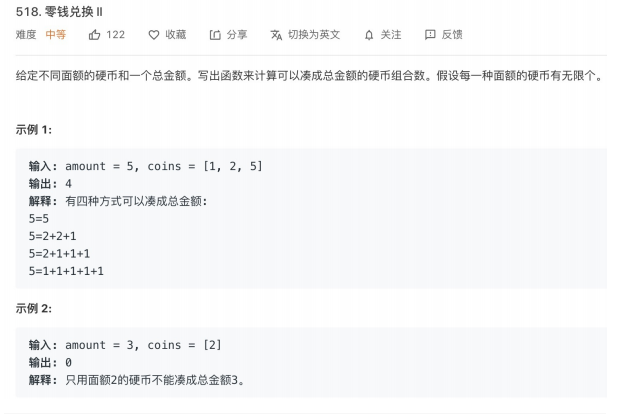 518. 零钱兑换 II
难度 中等 122 收藏 分享 切换为英文 关注 反馈
给定不同面额的硬币和一个总金额。写出函数来计算可以凑成总金额的硬币组合数。假设每一种面额的硬币有无限个。
示例 1:
输入: amount = 5, coins = [1, 2, 5]
输出: 4
解释: 有四种方式可以凑成总金额:
5=5
5=2+2+1
5=2+1+1+1
5=1+1+1+1+1
示例 2:
输入: amount = 3, coins = [2]
输出: 0
解释: 只用面额2的硬币不能凑成总金额3。